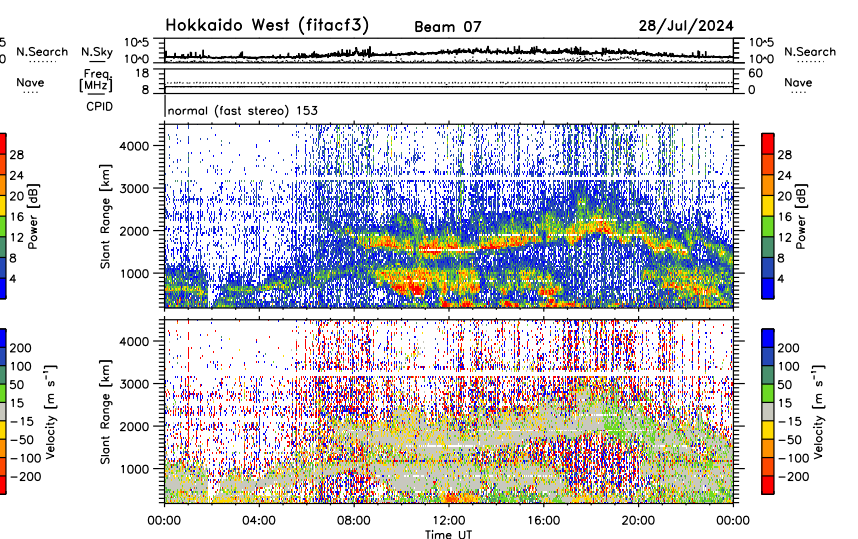 Hokkaido West (fitacf3) Beam 07 28/Jul/2024
5 N.Search N.Sky 10^5 10^5 N.Search
0 10^0 10^0
Nave Freq. 18 60 Nave
[MHz] 8 0
CPID normal (fast stereo) 153
Slant Range [km]
4000
3000
2000
1000
28
24
20
16
12
8
4
Power [dB]
28
24
20
16
12
8
4
Power [dB]
Slant Range [km]
4000
3000
2000
1000
200
100
50
15
-15
-50
-100
-200
Velocity [m s⁻¹]
200
100
50
15
-15
-50
-100
-200
Velocity [m s⁻¹]
00:00 04:00 08:00 12:00 16:00 20:00 00:00
Time UT